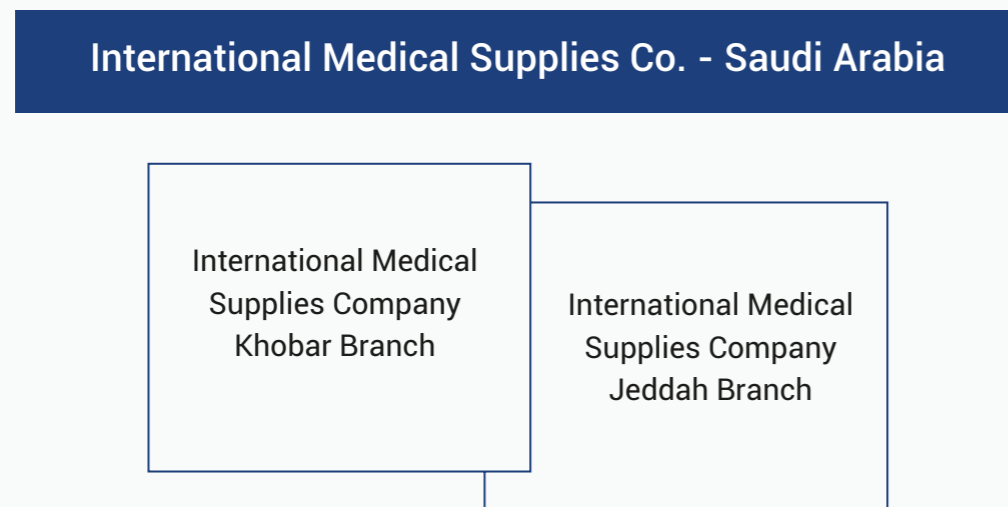 International Medical Supplies Co. - Saudi Arabia
International Medical
Supplies Company
Khobar Branch
International Medical
Supplies Company
Jeddah Branch